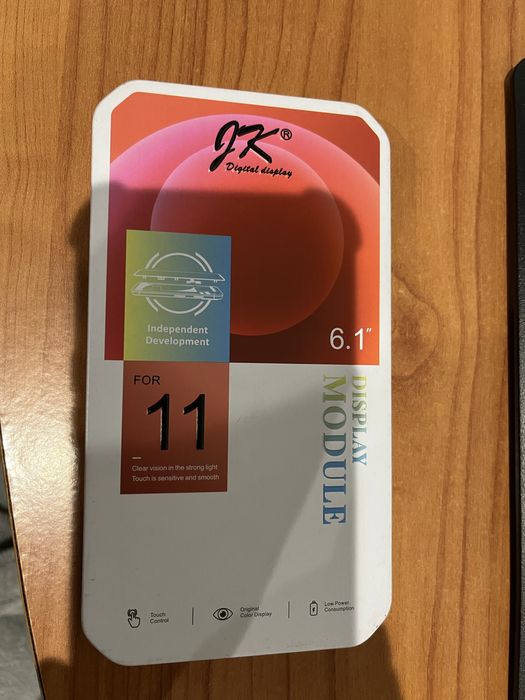 JK®
Digital display
Independent
Development
6.1"
FOR
11
Clear vision in the strong light
Touch is sensitive and smooth
DISPLAY
MODULE
Touch
Control
Original
Color Display
Low Power
Consumption